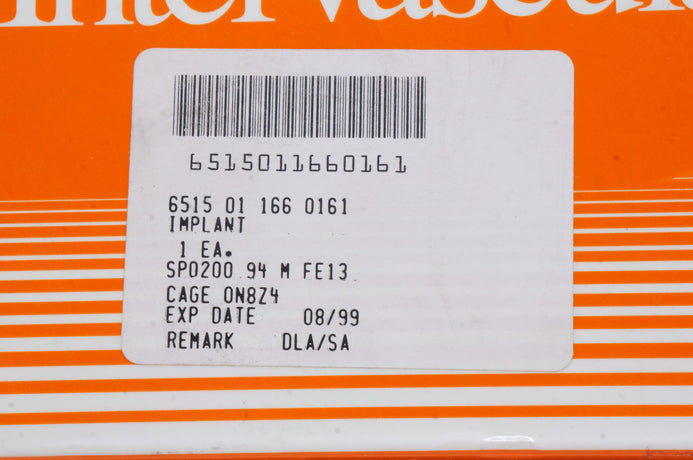 Intervascular
6515011660161
6515 01 166 0161
IMPLANT
1 EA.
SP0200 94 M FE13
CAGE 0N8Z4
EXP DATE 08/99
REMARK DLA/SA